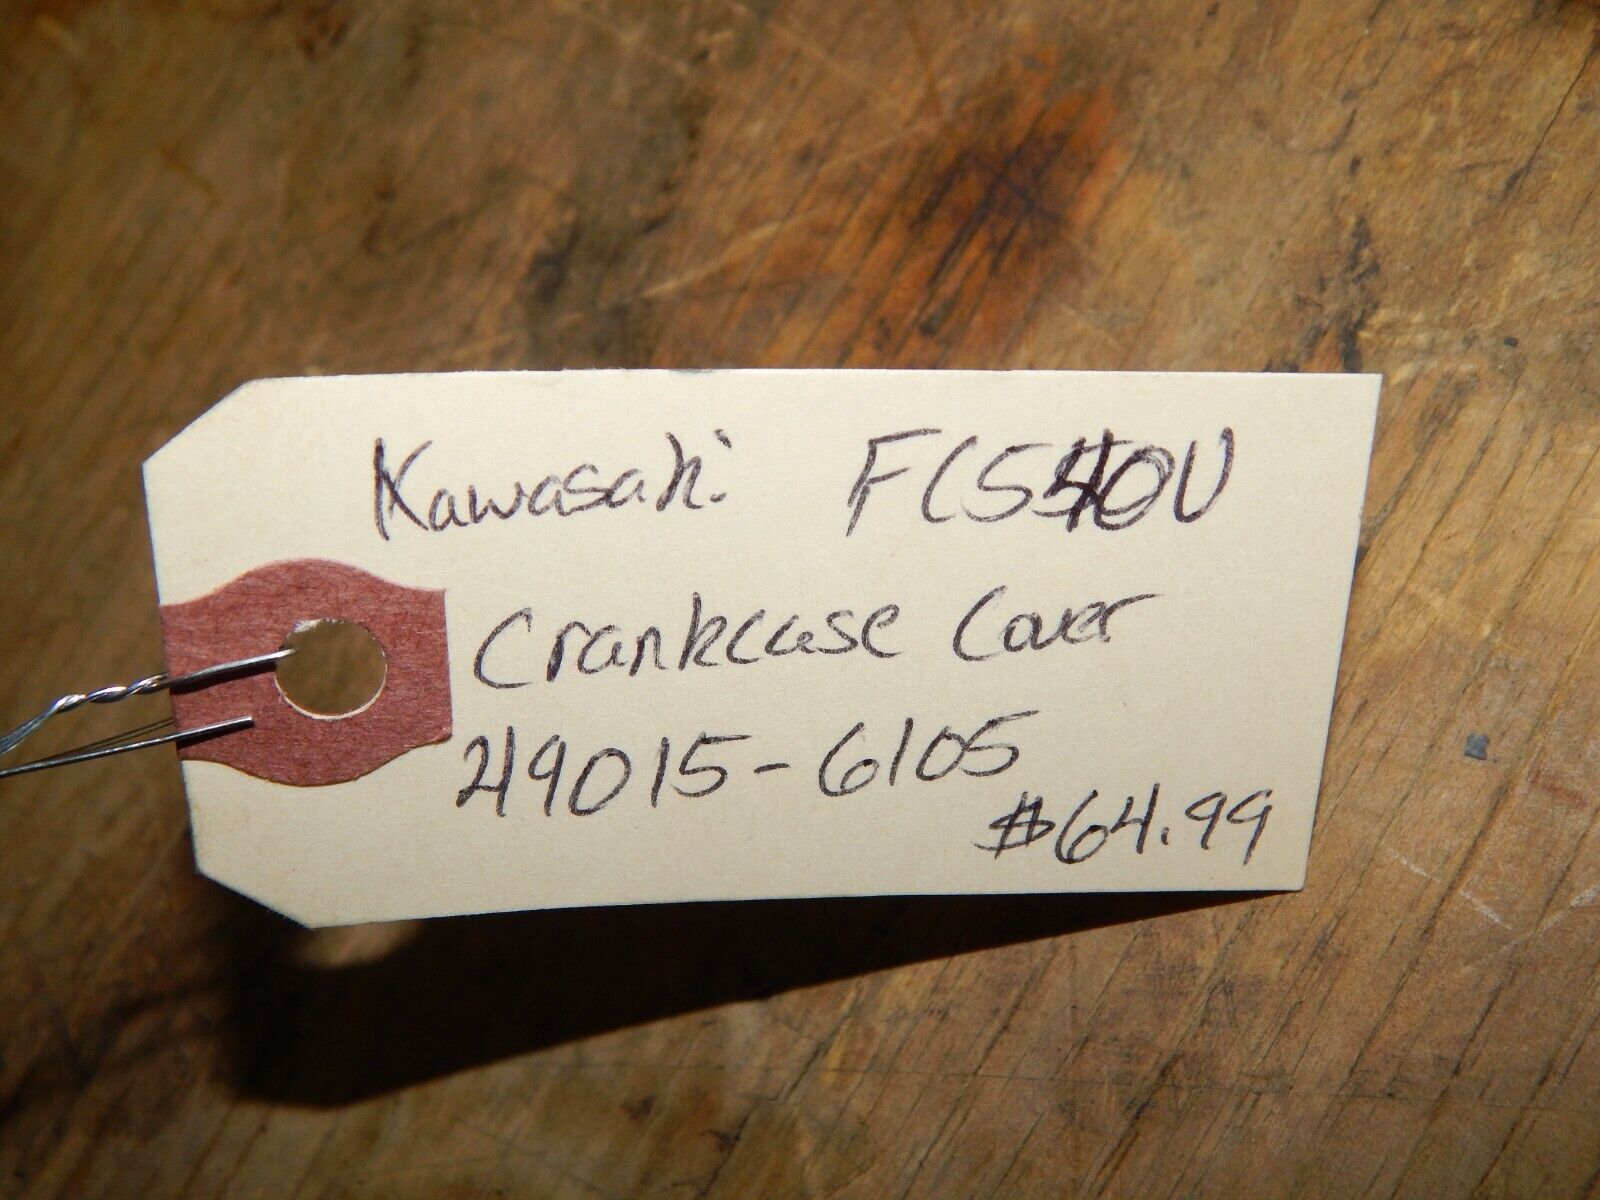 Kawasaki FC540V
Crankcase Cover
49015-6105
$64.99